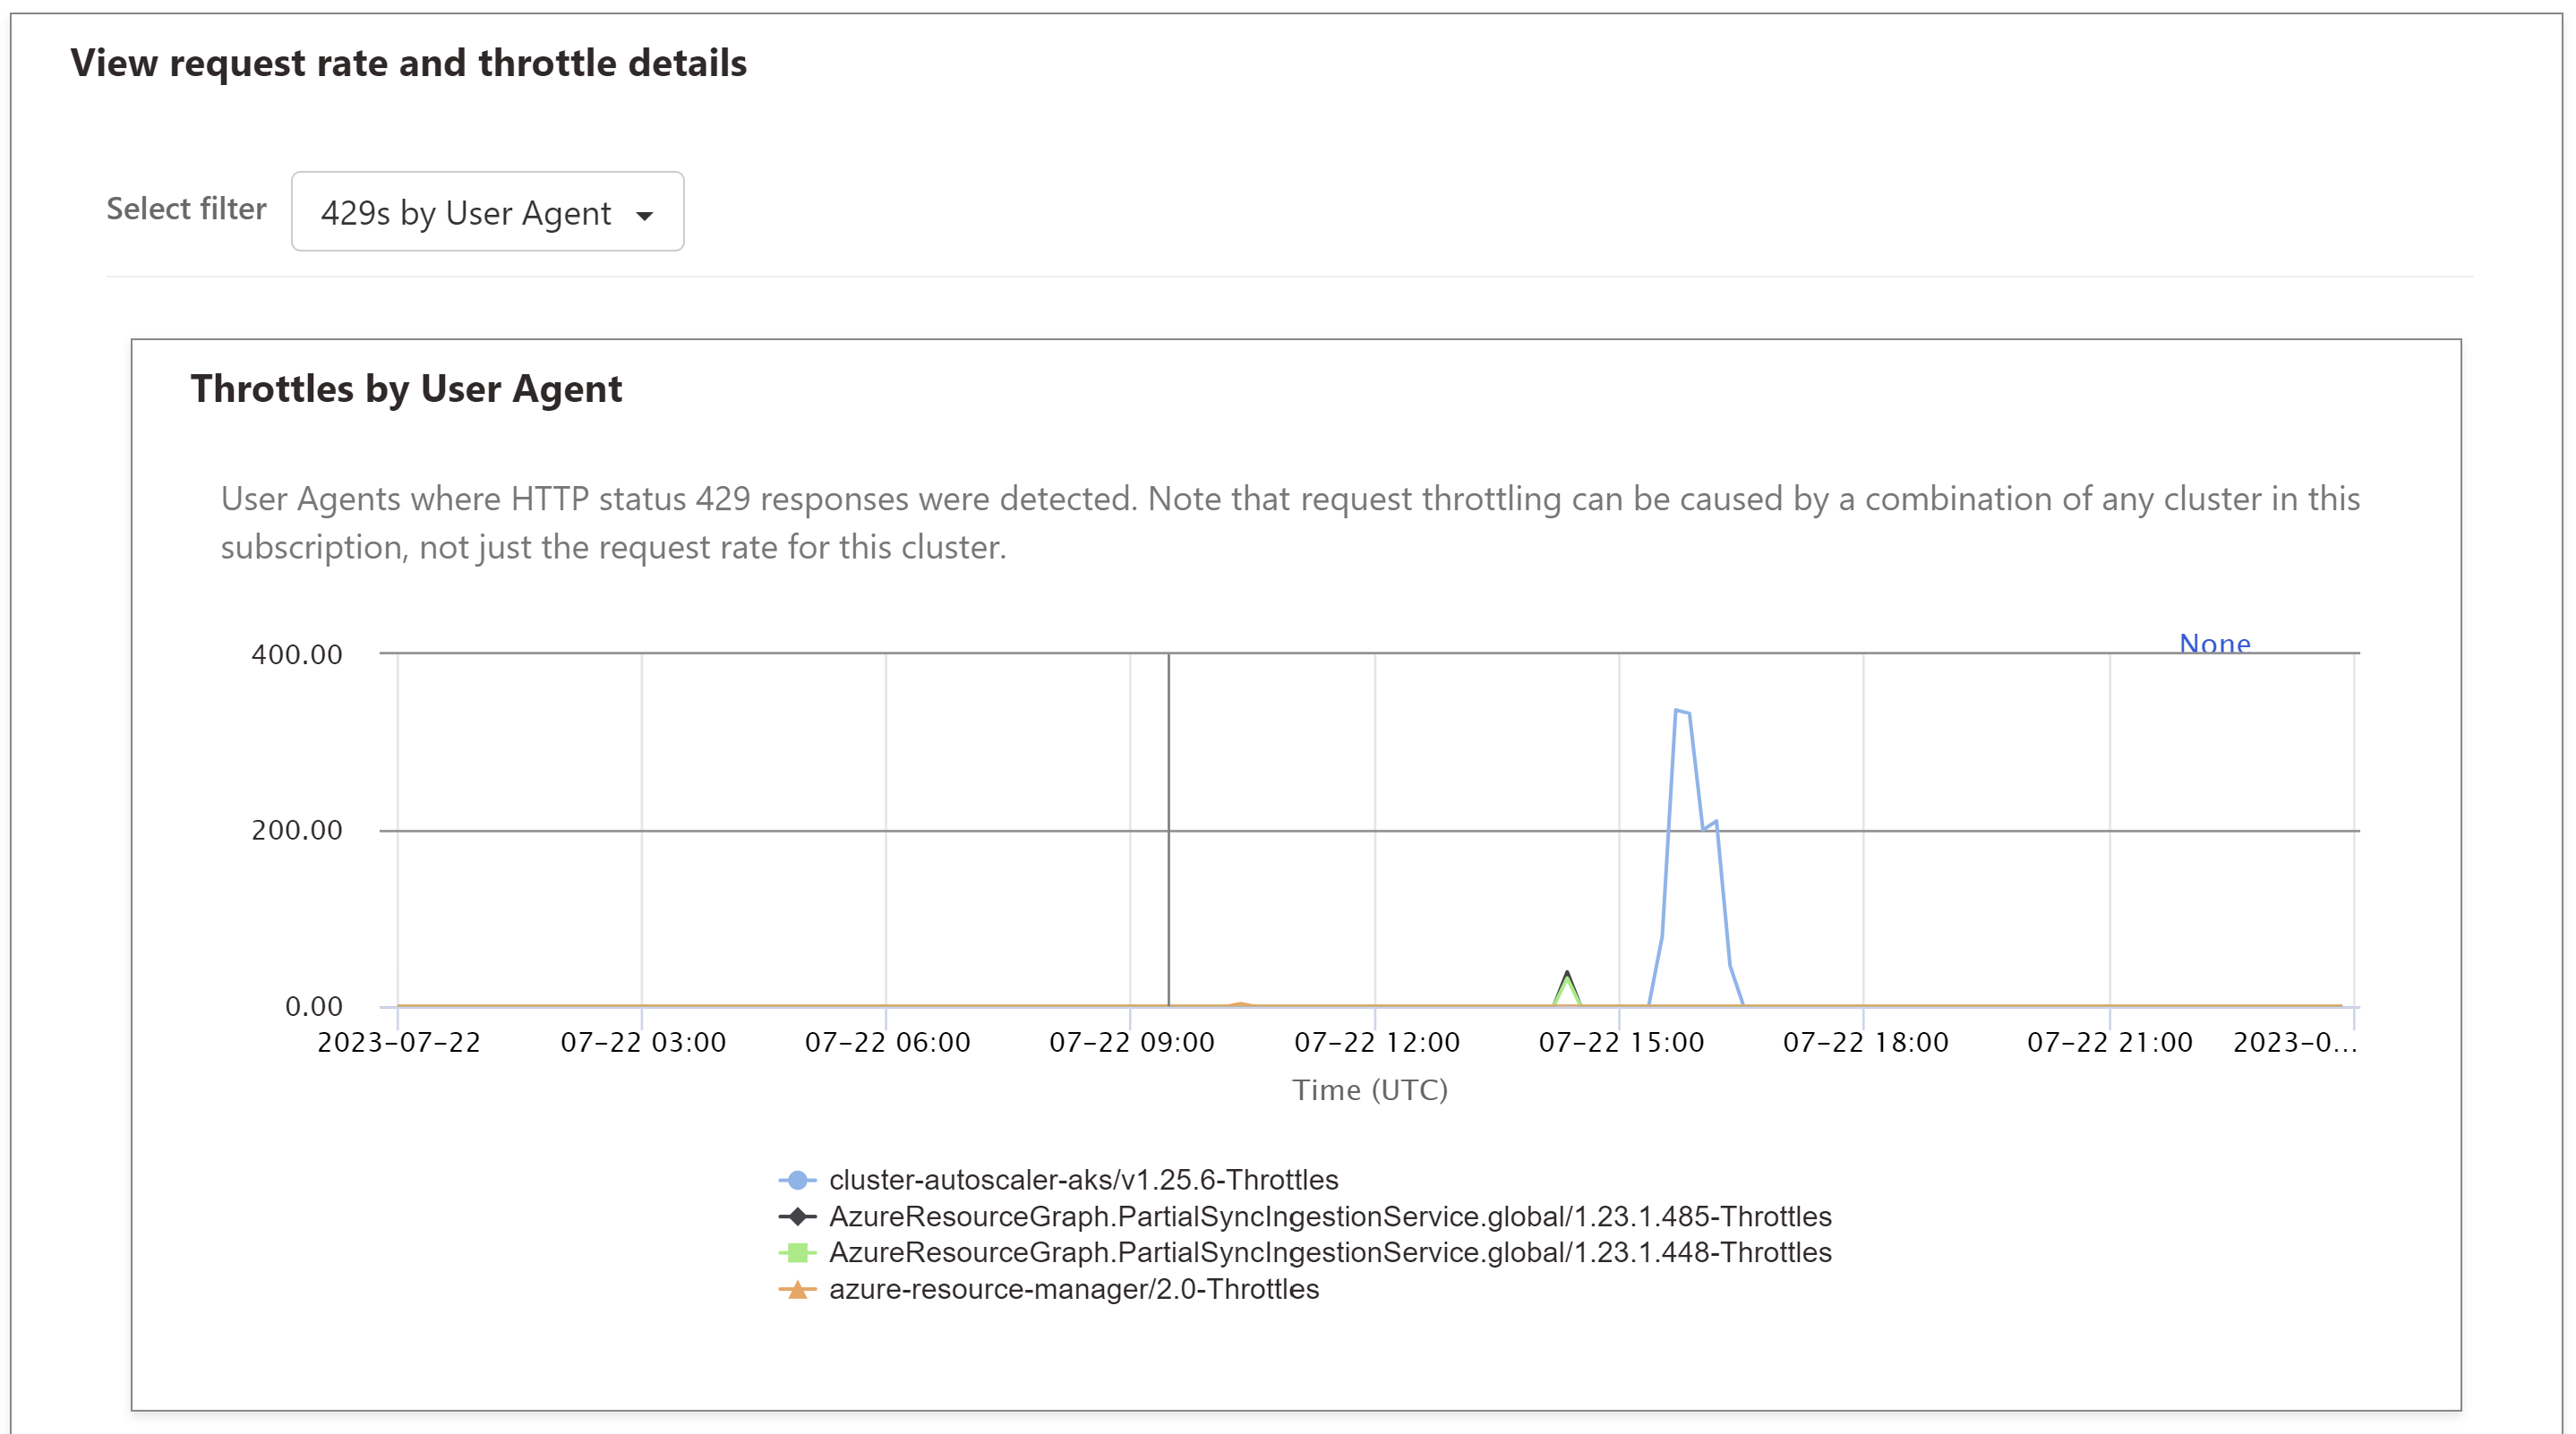 View request rate and throttle details
Select filter 429s by User Agent
Throttles by User Agent
User Agents where HTTP status 429 responses were detected. Note that request throttling can be caused by a combination of any cluster in this
subscription, not just the request rate for this cluster.
None
400.00
200.00
0.00
2023-07-22 07-22 03:00 07-22 06:00 07-22 09:00 07-22 12:00 07-22 15:00 07-22 18:00 07-22 21:00 2023-0...
Time (UTC)
cluster-autoscaler-aks/v1.25.6-Throttles
AzureResourceGraph.PartialSyncIngestionService.global/1.23.1.485-Throttles
AzureResourceGraph.PartialSyncIngestionService.global/1.23.1.448-Throttles
azure-resource-manager/2.0-Throttles